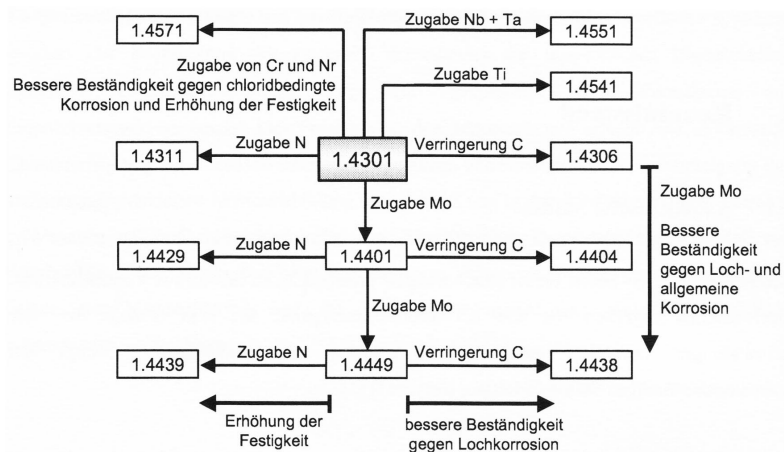 1.4571
Zugabe Nb + Ta
1.4551
Zugabe von Cr und Nr
Bessere Beständigkeit gegen chloridbedingte
Korrosion und Erhöhung der Festigkeit
Zugabe Ti
1.4541
1.4311
Zugabe N
1.4301
Verringerung C
1.4306
Zugabe Mo
Zugabe Mo
Bessere
Beständigkeit
gegen Loch- und
allgemeine
Korrosion
1.4429
Zugabe N
1.4401
Verringerung C
1.4404
Zugabe Mo
1.4439
Zugabe N
1.4449
Verringerung C
1.4438
Erhöhung der
Festigkeit
bessere Beständigkeit
gegen Lochkorrosion